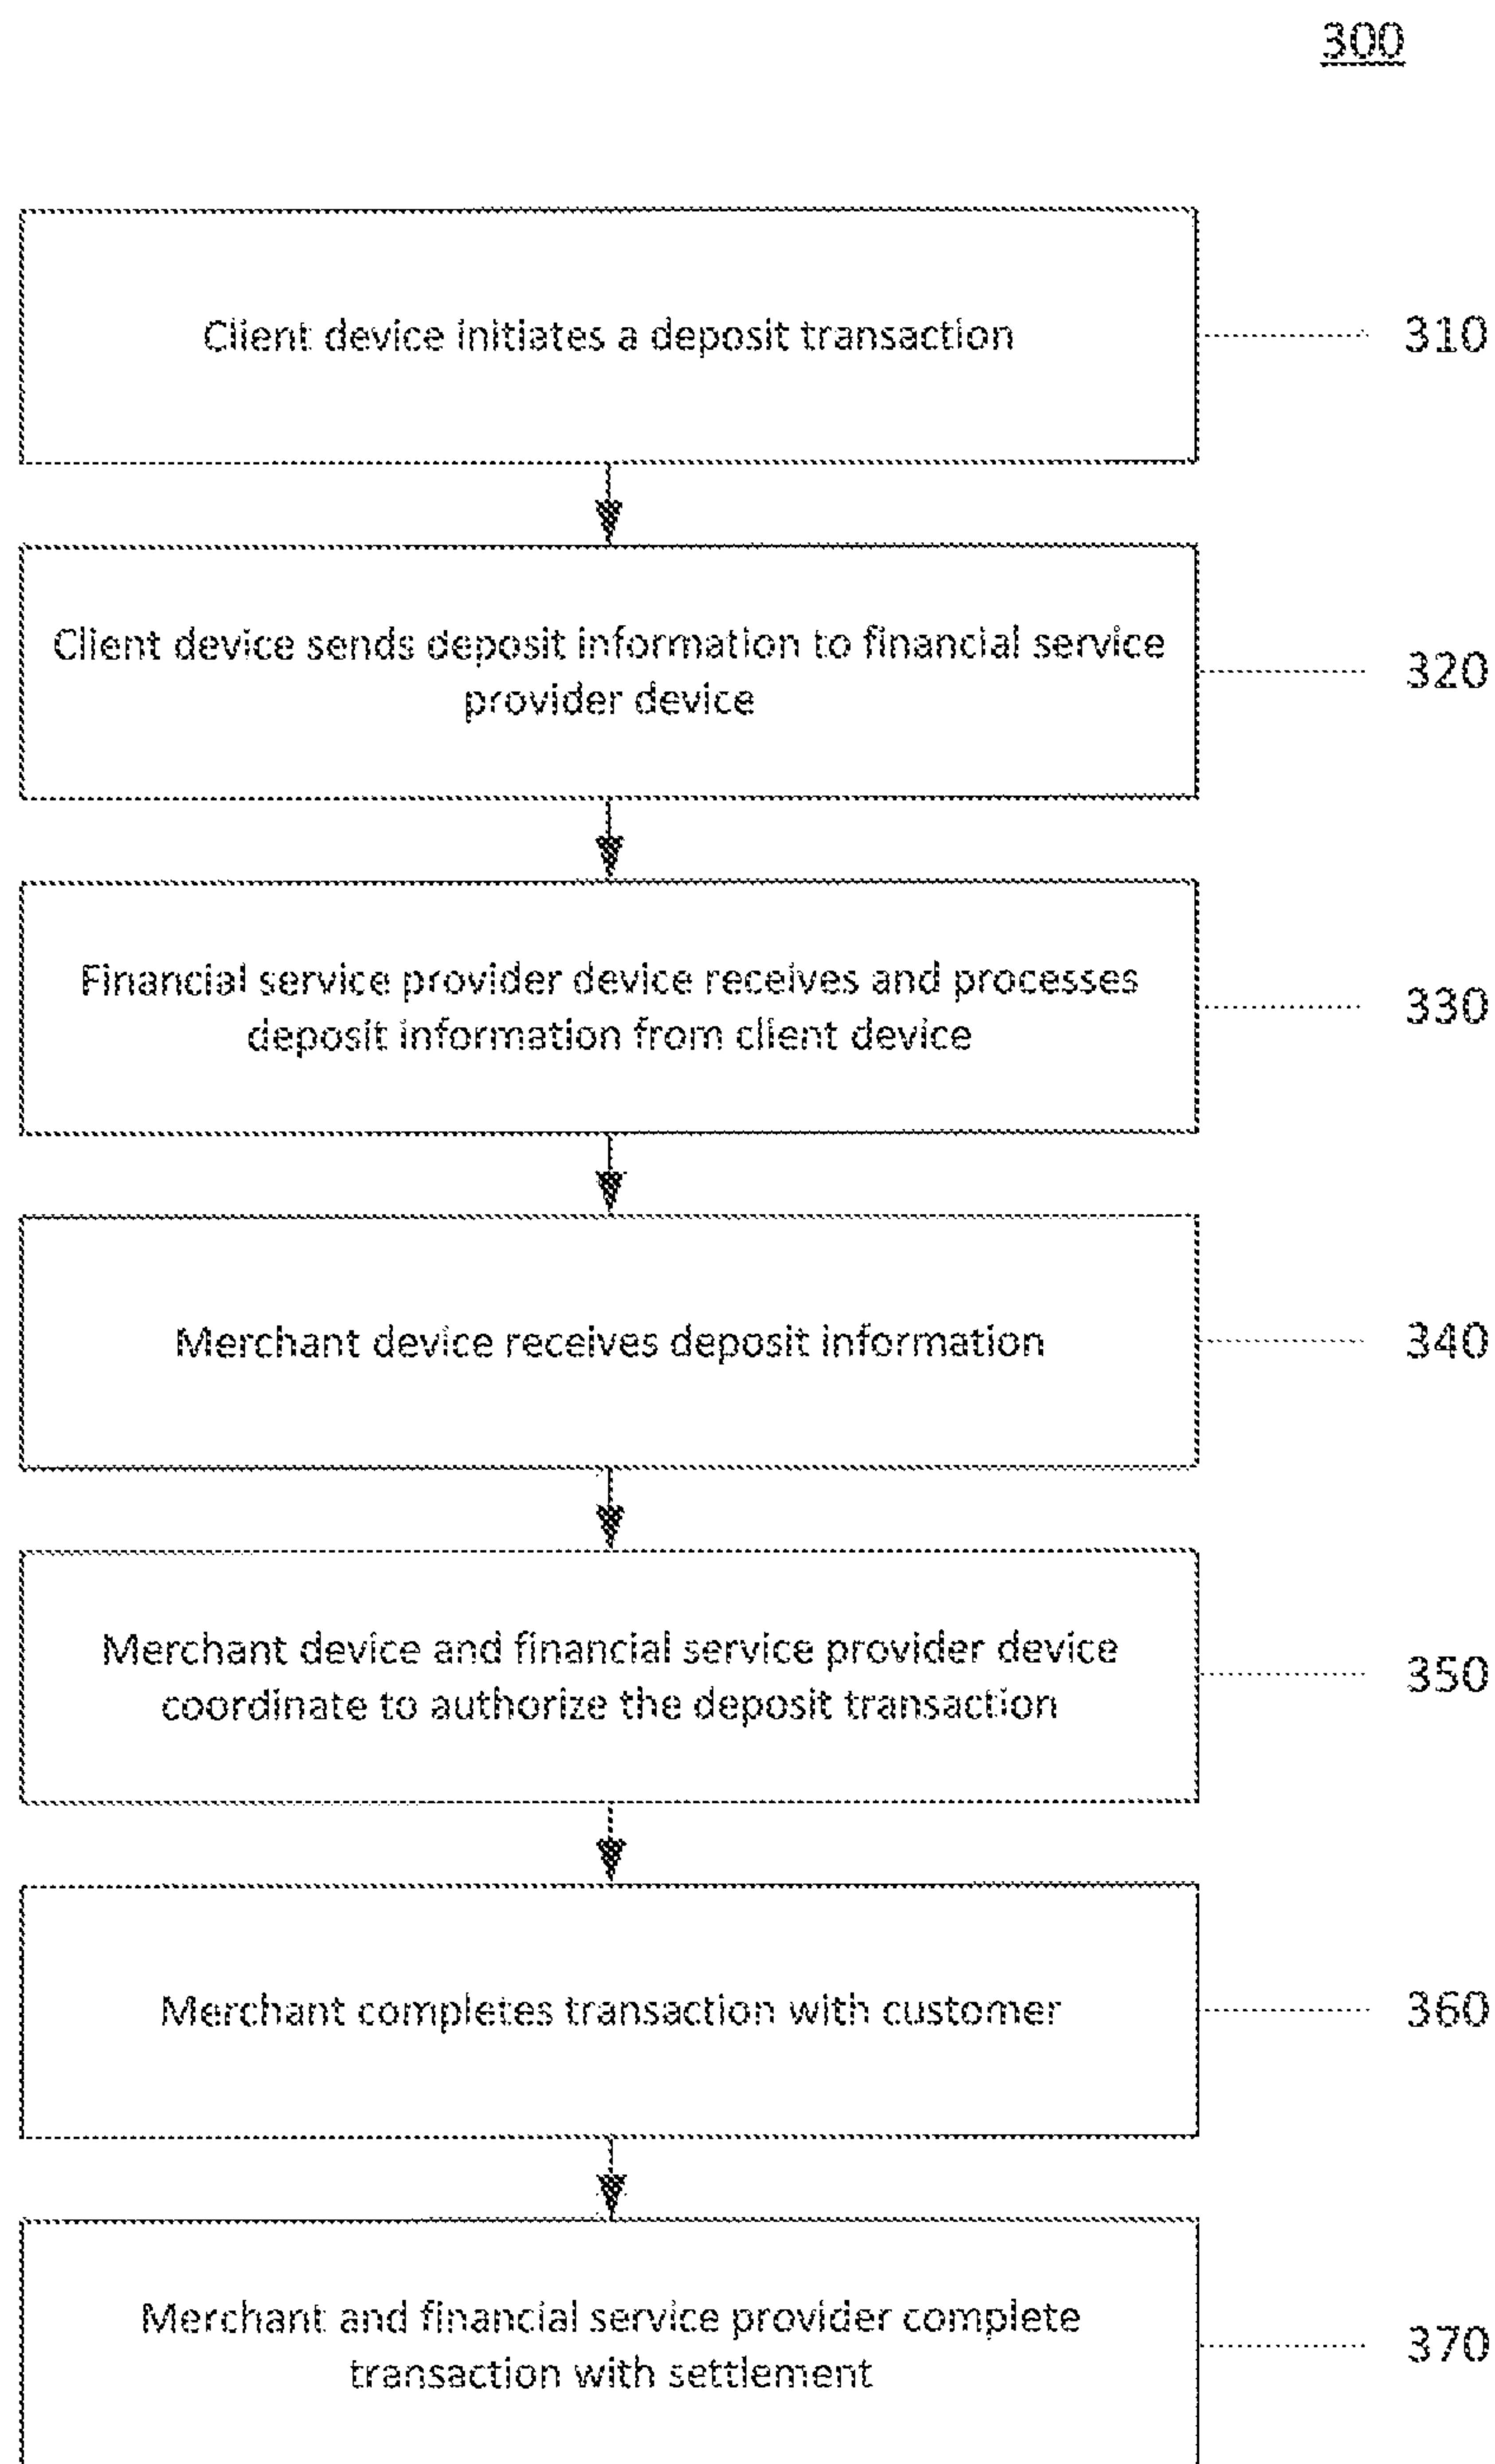 300
Client device initiates a deposit transaction
310
Client device sends deposit information to financial service
provider device
320
Financial service provider device receives and processes
deposit information from client device
330
Merchant device receives deposit information
340
Merchant device and financial service provider device
coordinate to authorize the deposit transaction
350
Merchant completes transaction with customer
360
Merchant and financial service provider complete
transaction with settlement
370